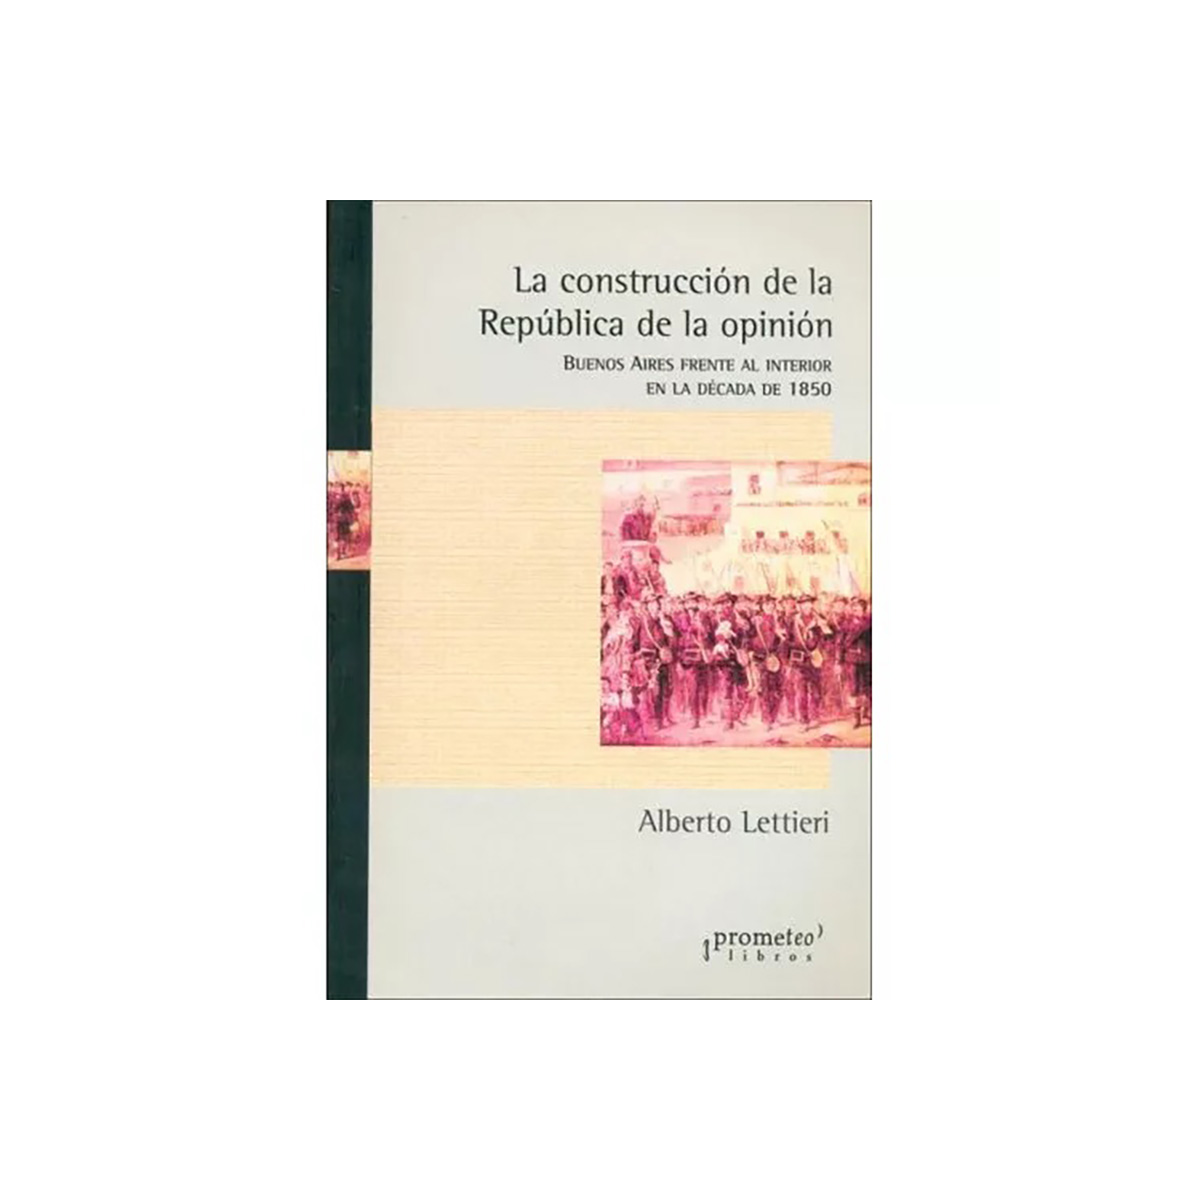 La construcción de la
República de la opinión
BUENOS AIRES FRENTE AL INTERIOR
EN LA DÉCADA DE 1850
Alberto Lettieri
prometeo
libros